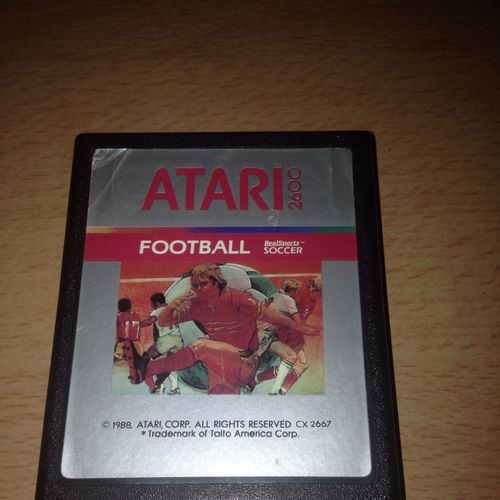 ATARI 2600
FOOTBALL RealSports™ SOCCER
© 1988, ATARI, CORP. ALL RIGHTS RESERVED CX 2667
* Trademark of Taito America Corp.